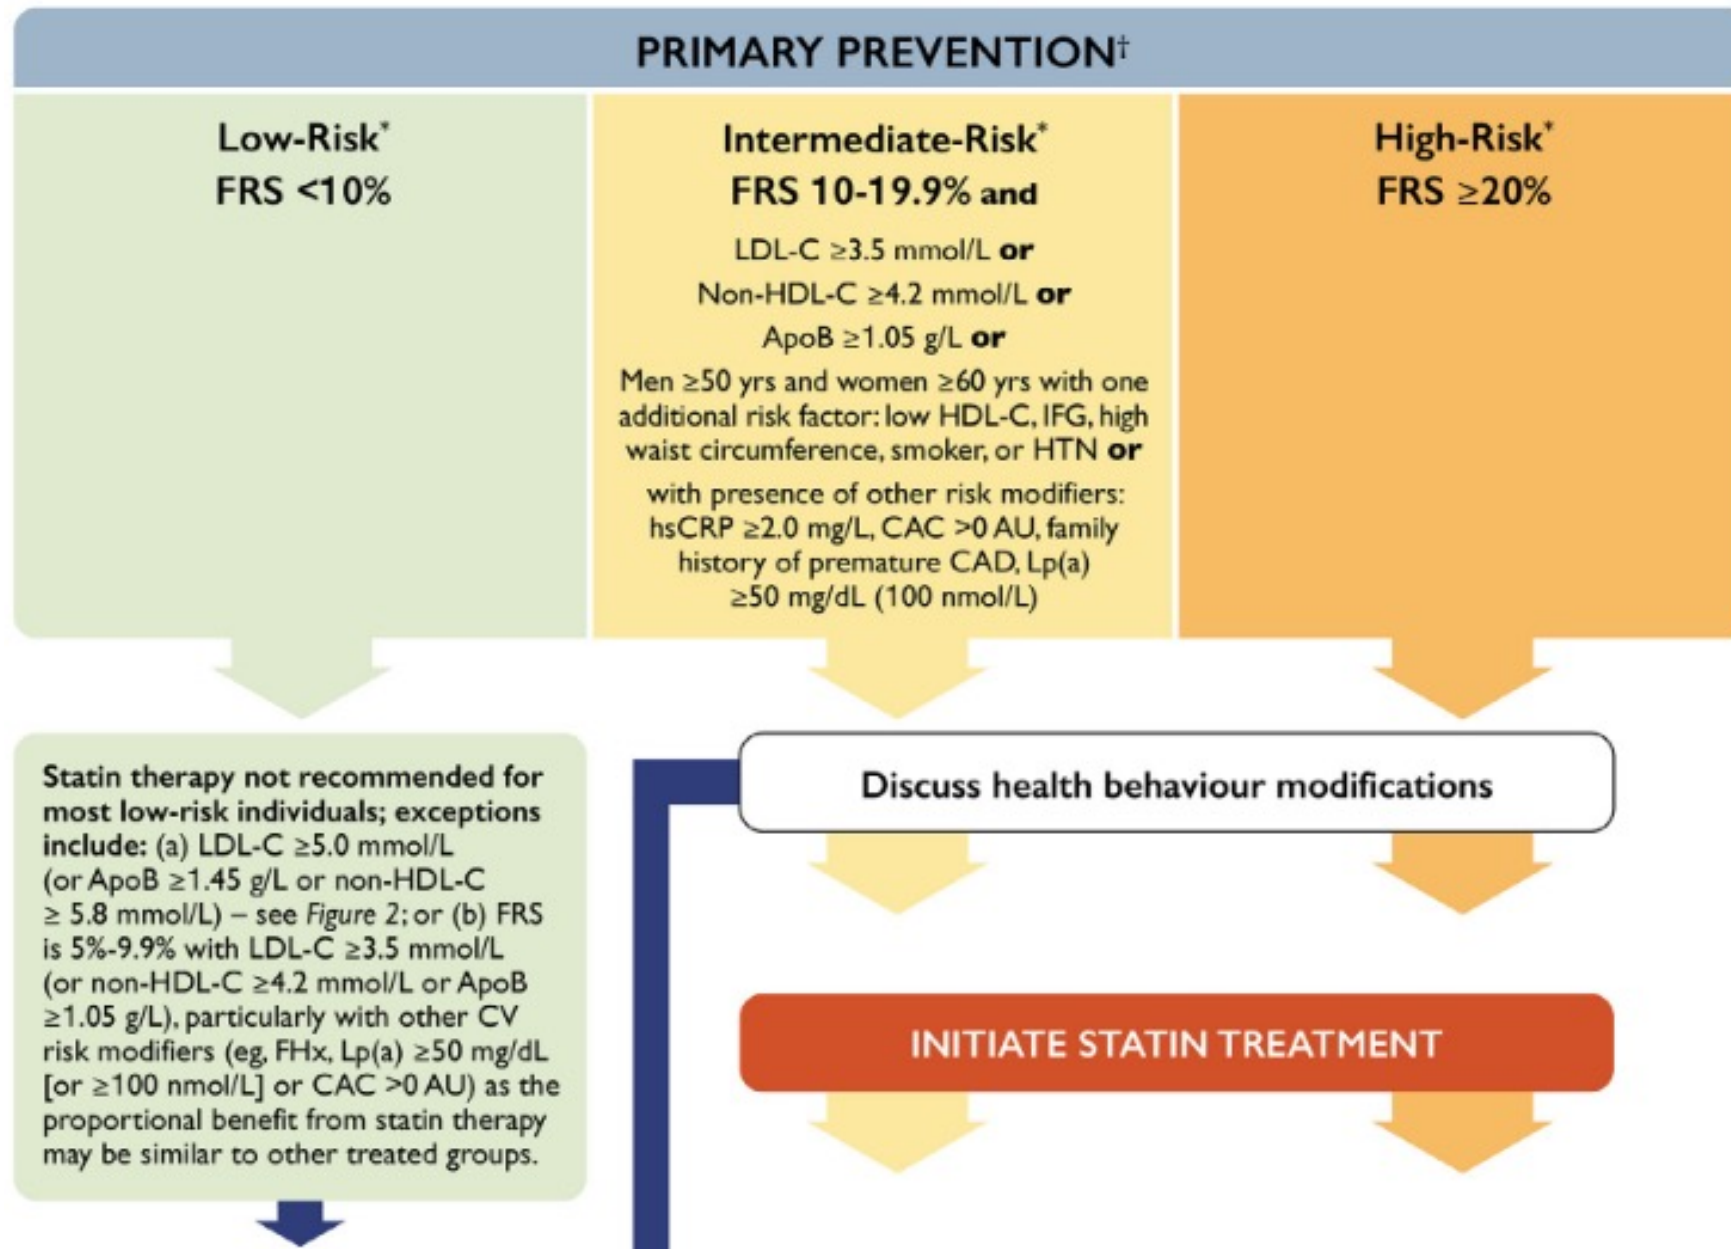 PRIMARY PREVENTION†
Low-Risk*
FRS <10%
Intermediate-Risk*
FRS 10-19.9% and
LDL-C ≥3.5 mmol/L or
Non-HDL-C ≥4.2 mmol/L or
ApoB ≥1.05 g/L or
Men ≥50 yrs and women ≥60 yrs with one
additional risk factor: low HDL-C, IFG, high
waist circumference, smoker, or HTN or
with presence of other risk modifiers:
hsCRP ≥2.0 mg/L, CAC >0 AU, family
history of premature CAD, Lp(a)
≥50 mg/dL (100 nmol/L)
High-Risk*
FRS ≥20%
Statin therapy not recommended for
most low-risk individuals; exceptions
include: (a) LDL-C ≥5.0 mmol/L
(or ApoB ≥1.45 g/L or non-HDL-C
≥ 5.8 mmol/L) – see Figure 2; or (b) FRS
is 5%-9.9% with LDL-C ≥3.5 mmol/L
(or non-HDL-C ≥4.2 mmol/L or ApoB
≥1.05 g/L), particularly with other CV
risk modifiers (eg, FHx, Lp(a) ≥50 mg/dL
[or ≥100 nmol/L] or CAC >0 AU) as the
proportional benefit from statin therapy
may be similar to other treated groups.
Discuss health behaviour modifications
INITIATE STATIN TREATMENT